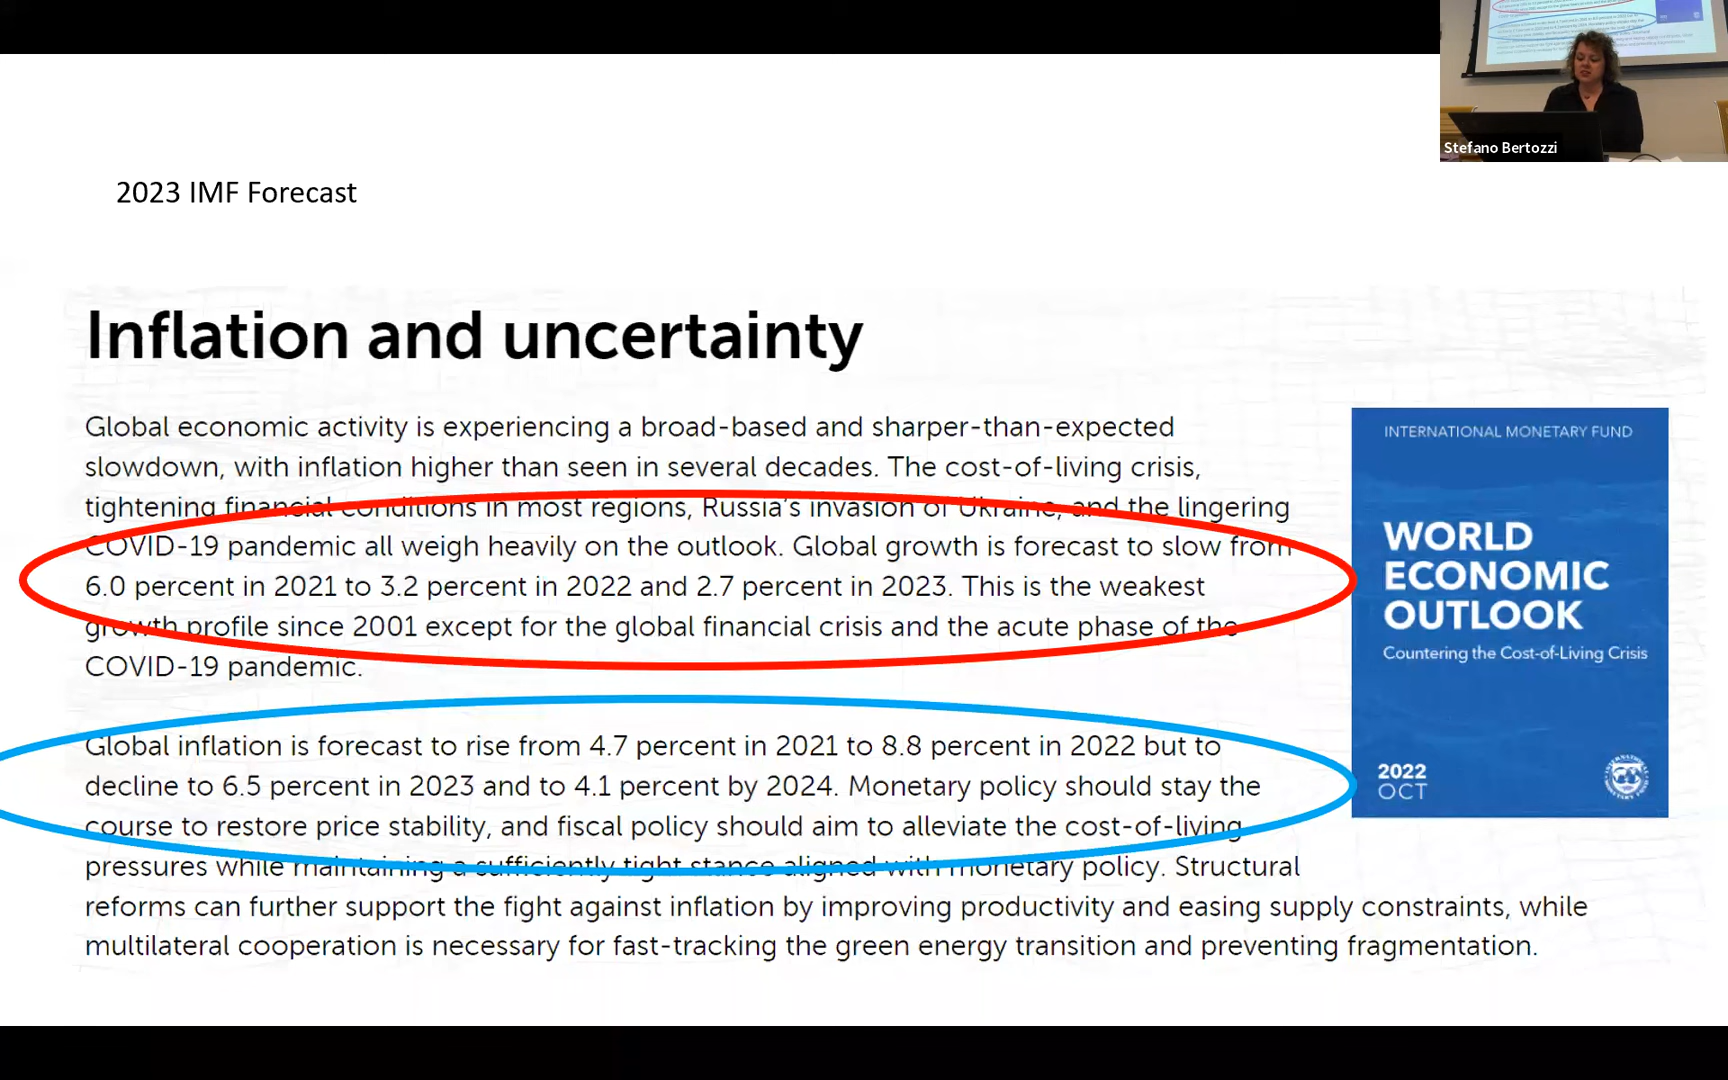 Stefano Bertozzi
2023 IMF Forecast
Inflation and uncertainty
Global economic activity is experiencing a broad-based and sharper-than-expected
slowdown, with inflation higher than seen in several decades. The cost-of-living crisis,
tightening financial conditions in most regions, Russia's invasion of Ukraine, and the lingering
COVID-19 pandemic all weigh heavily on the outlook. Global growth is forecast to slow from
6.0 percent in 2021 to 3.2 percent in 2022 and 2.7 percent in 2023. This is the weakest
growth profile since 2001 except for the global financial crisis and the acute phase of the
COVID-19 pandemic.
Global inflation is forecast to rise from 4.7 percent in 2021 to 8.8 percent in 2022 but to
decline to 6.5 percent in 2023 and to 4.1 percent by 2024. Monetary policy should stay the
course to restore price stability, and fiscal policy should aim to alleviate the cost-of-living
pressures while maintaining a sufficiently tight stance aligned with monetary policy. Structural
reforms can further support the fight against inflation by improving productivity and easing supply constraints, while
multilateral cooperation is necessary for fast-tracking the green energy transition and preventing fragmentation.
INTERNATIONAL MONETARY FUND
WORLD
ECONOMIC
OUTLOOK
Countering the Cost-of-Living Crisis
2022
OCT